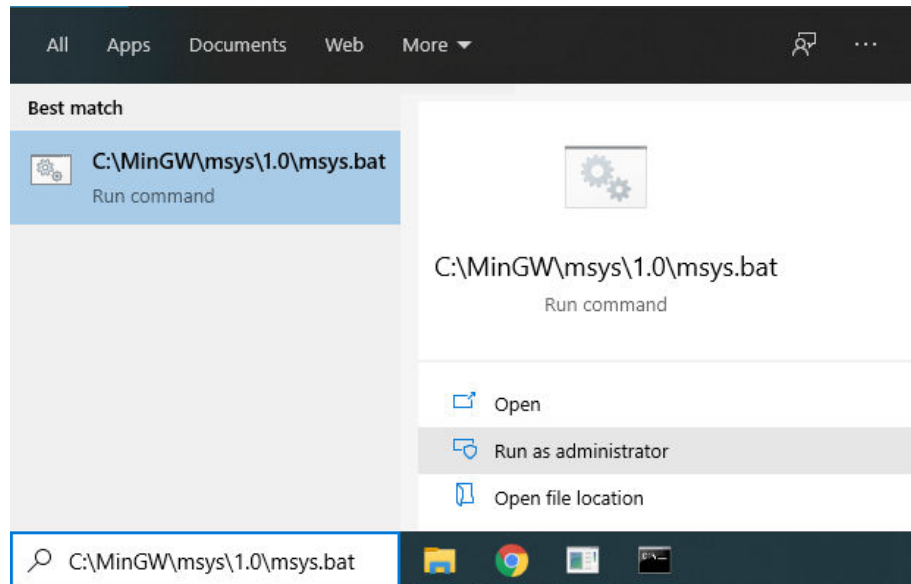 All Apps Documents Web More
Best match
C:\MinGW\msys\1.0\msys.bat
Run command
C:\MinGW\msys\1.0\msys.bat
Run command
Open
Run as administrator
Open file location
C:\MinGW\msys\1.0\msys.bat